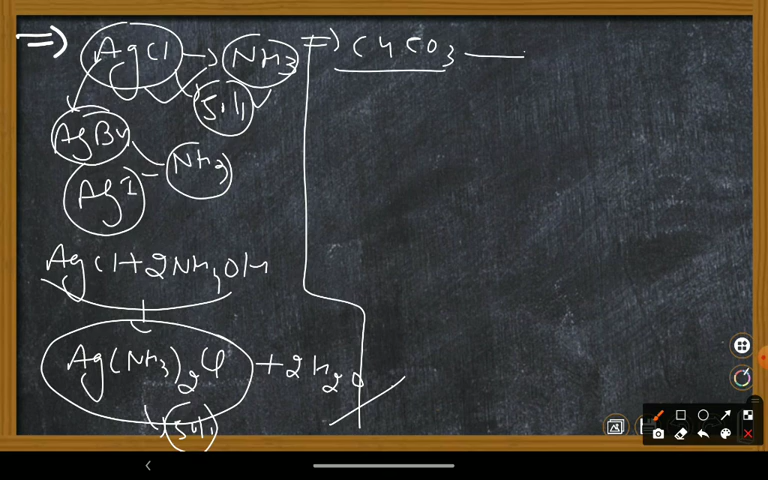 ⇒) AgCl → NH3
Sol,
AgBr
NH3
AgI
AgCl + 2NH4OH
Ag(NH3)2Cl + 2H2O
Sol,
⇒) CuCO3 —